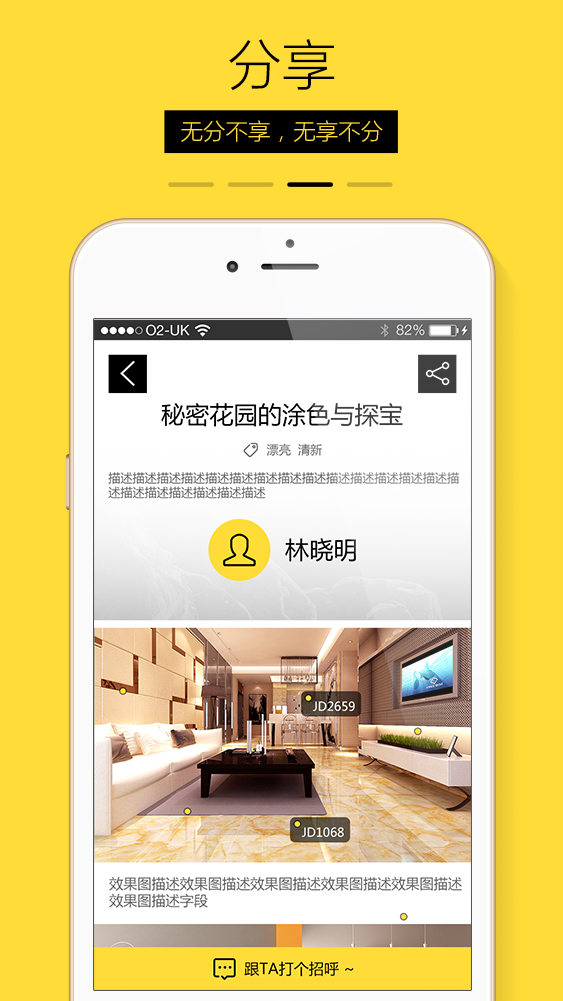 分享
无分不享，无享不分
O2-UK 82%
秘密花园的涂色与探宝
漂亮 清新
描述描述描述描述描述描述描述描述描述描述描述描述描述描述描
述描述描述描述描述描述描述
林晓明
JD2659
JD1068
效果图描述效果图描述效果图描述效果图描述效果图描述
效果图描述字段
跟TA打个招呼 ~